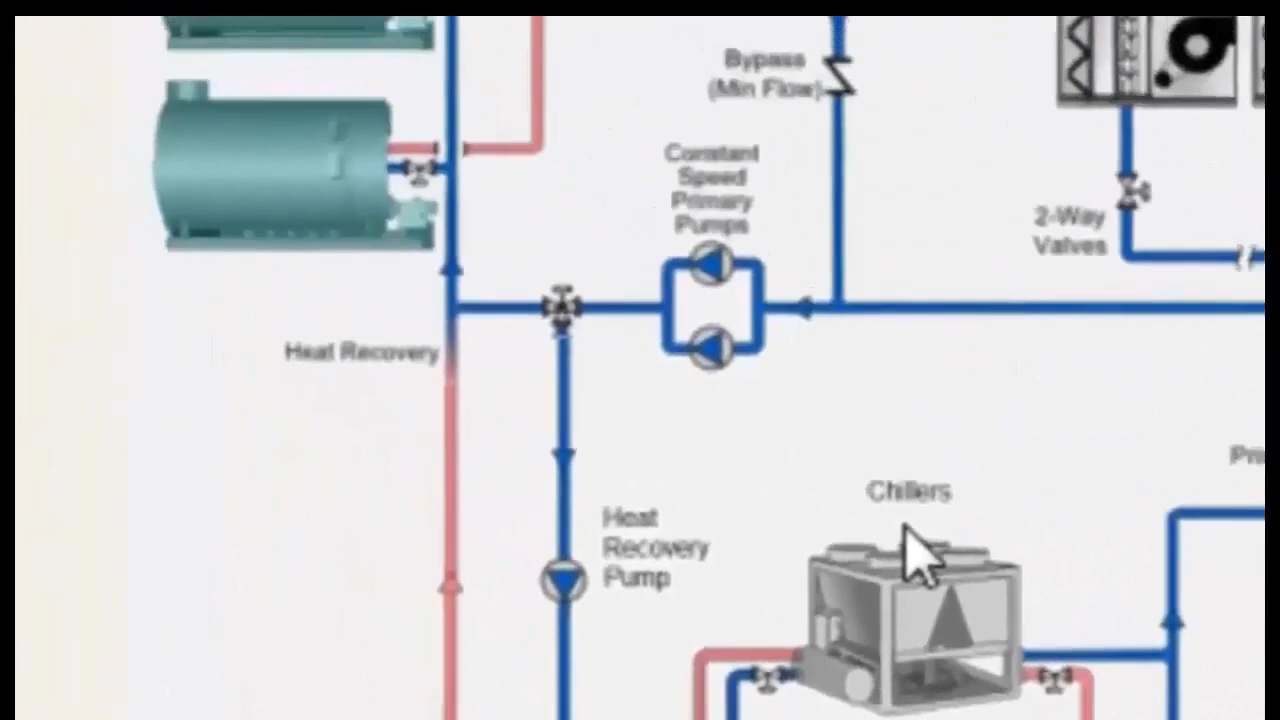 Bypass
(Min Flow)
Constant
Speed
Primary
Pumps
2-Way
Valves
Heat Recovery
Chillers
Heat
Recovery
Pump